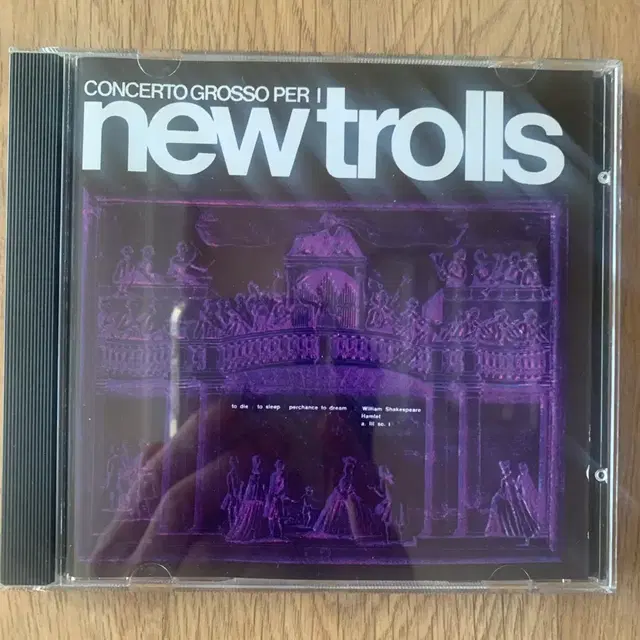 CONCERTO GROSSO PER I
new trolls
to die to sleep perchance to dream William Shakespeare
Hamlet
a. III sc. I